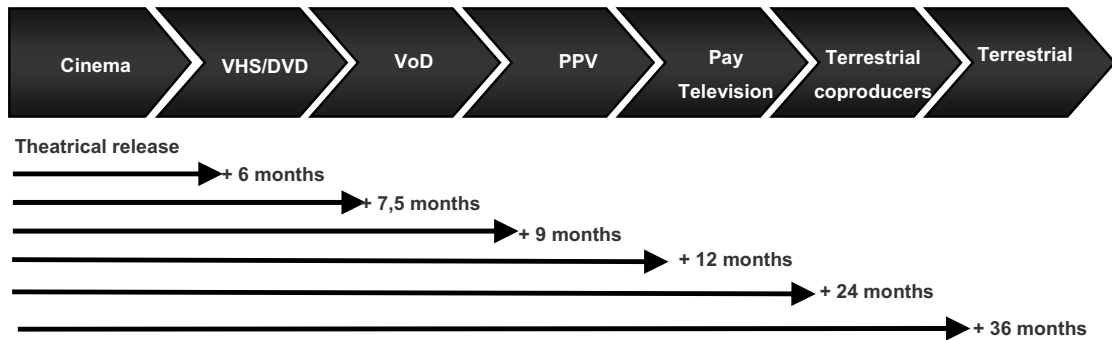 Cinema
VHS/DVD
VoD
PPV
Pay
Television
Terrestrial
coproducers
Terrestrial
Theatrical release
+ 6 months
+ 7,5 months
+ 9 months
+ 12 months
+ 24 months
+ 36 months